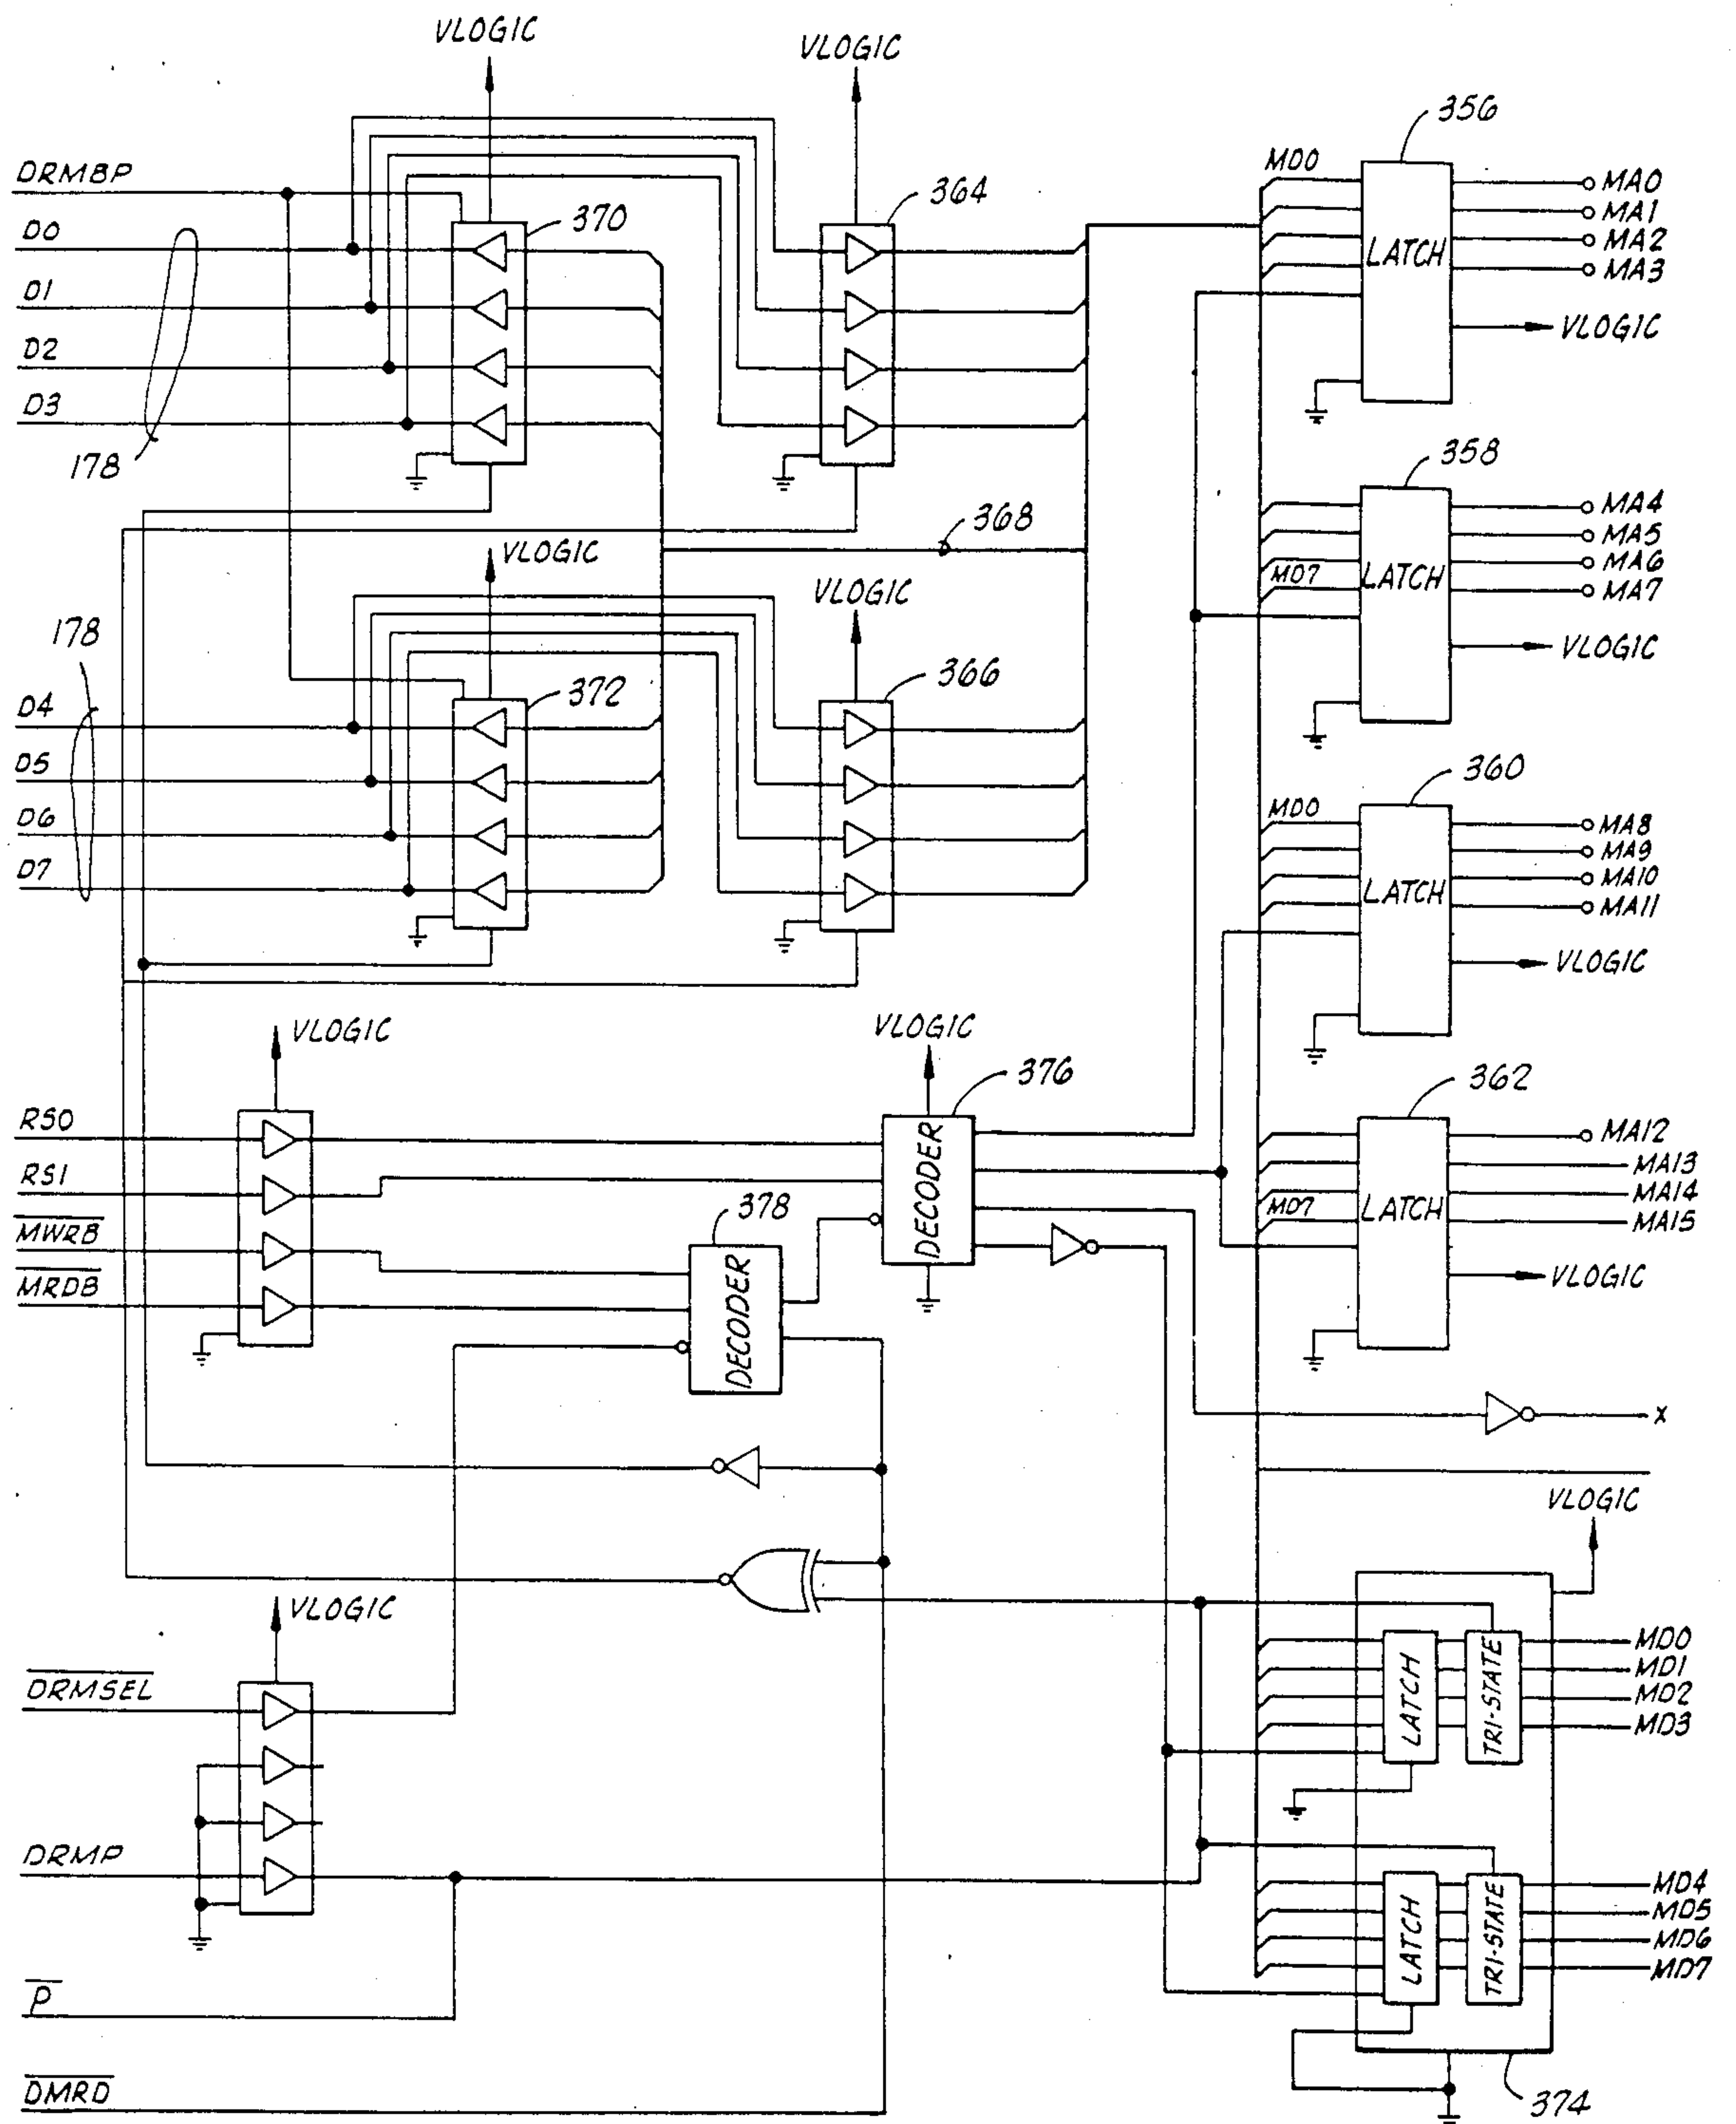 VLOGIC
VLOGIC
356
DRMBP
MD0
MA0
364
MA1
D0
370
MA2
LATCH
MA3
D1
VLOGIC
D2
D3
178
358
MA4
368
MA5
VLOGIC
MA6
MD7
LATCH
MA7
VLOGIC
178
VLOGIC
366
372
D4
360
D5
MD0
MA8
D6
MA9
MA10
D7
LATCH
MA11
VLOGIC
VLOGIC
VLOGIC
376
362
RS0
MA12
MA13
RS1
DECODER
MA14
378
MD7
LATCH
MA15
MWRB
MRDB
DECODER
VLOGIC
X
VLOGIC
VLOGIC
MD0
DRMSEL
LATCH
TRI-STATE
MD1
MD2
MD3
DRMP
MD4
LATCH
TRI-STATE
MD5
MD6
MD7
P
DMRD
374